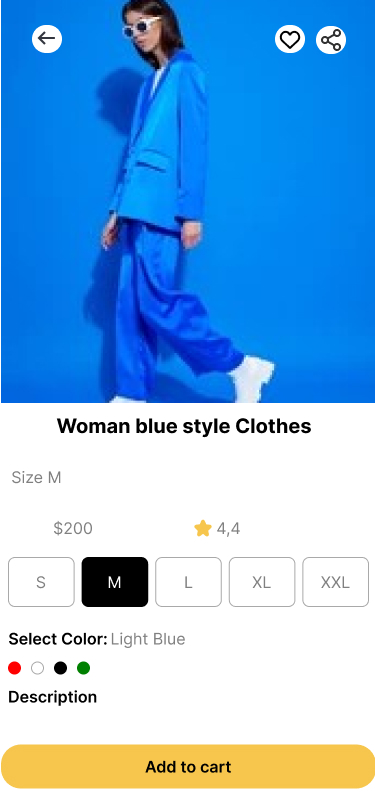 Woman blue style Clothes
Size M
$200 4,4
S M L XL XXL
Select Color: Light Blue
Description
Add to cart